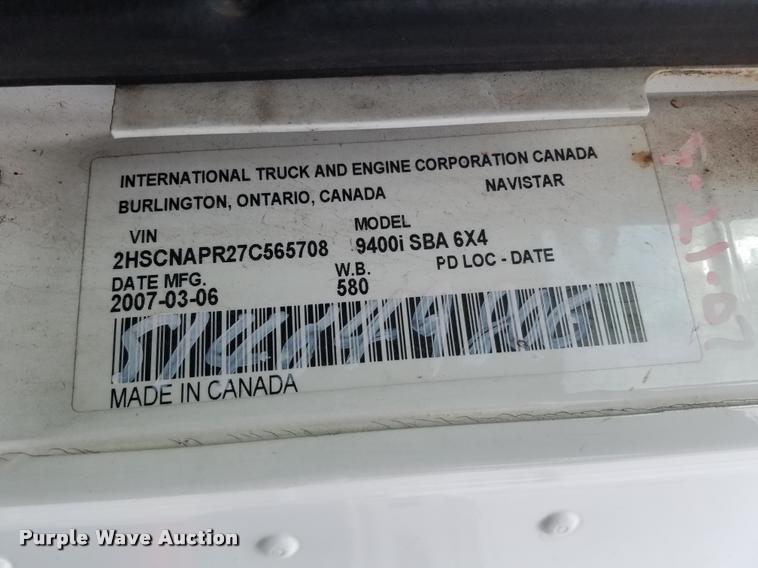 INTERNATIONAL TRUCK AND ENGINE CORPORATION CANADA
BURLINGTON, ONTARIO, CANADA NAVISTAR
VIN MODEL
2HSCNAPR27C565708 9400i SBA 6X4
DATE MFG. W.B. PD LOC - DATE
2007-03-06 580
MADE IN CANADA
Purple Wave Auction